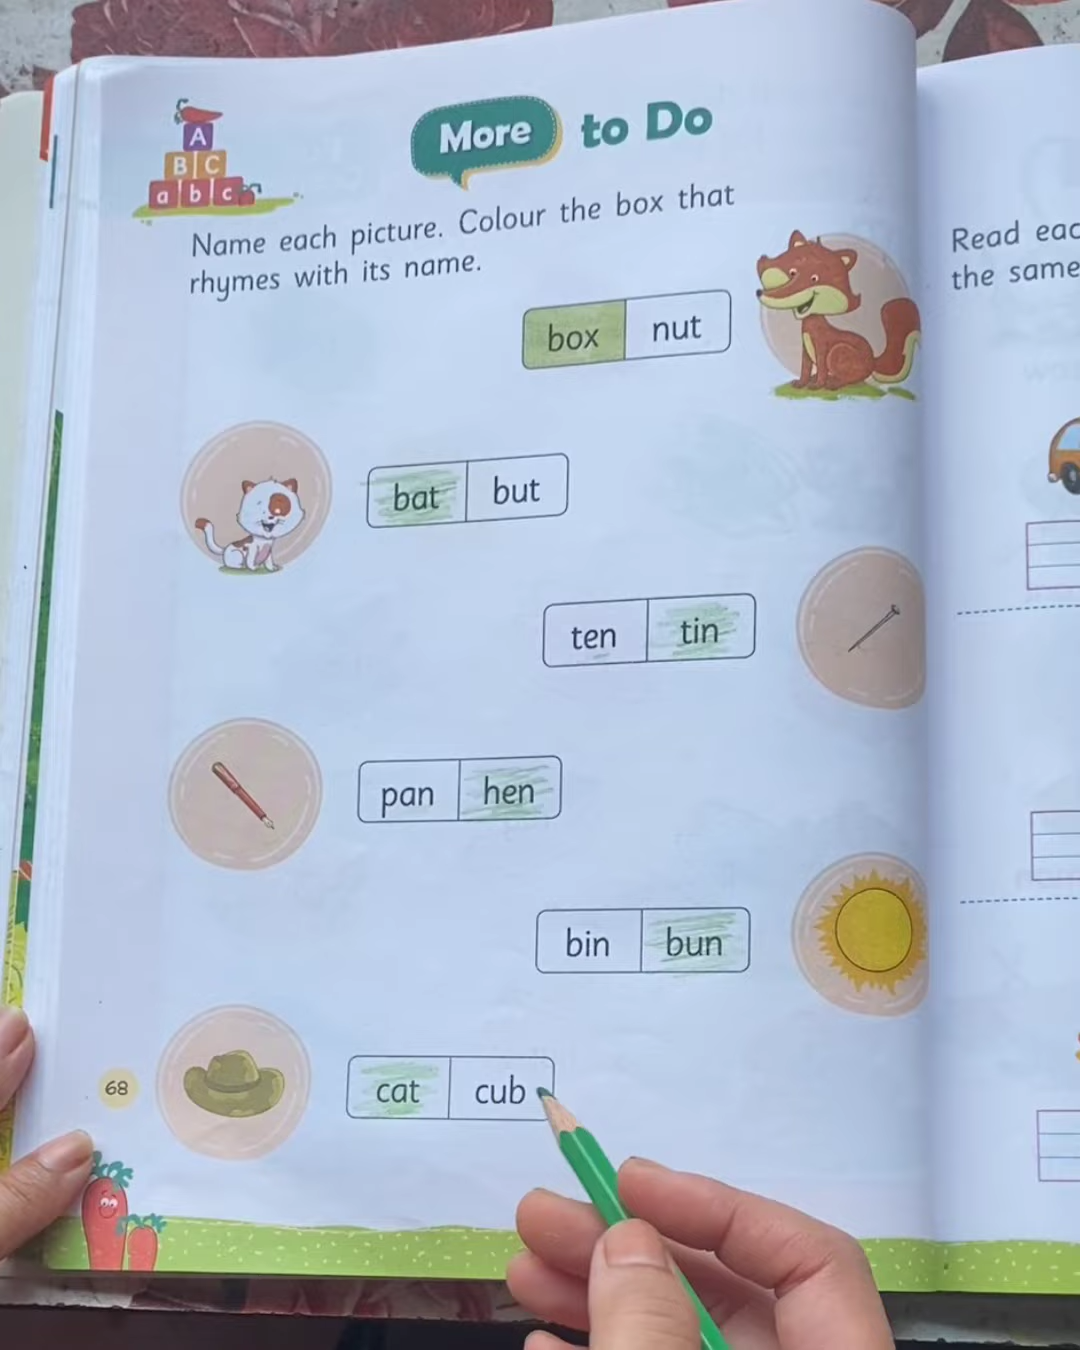 A
B C
a b c
More to Do
Name each picture. Colour the box that
rhymes with its name.
box nut
bat but
ten tin
pan hen
bin bun
cat cub
68
Read
the same